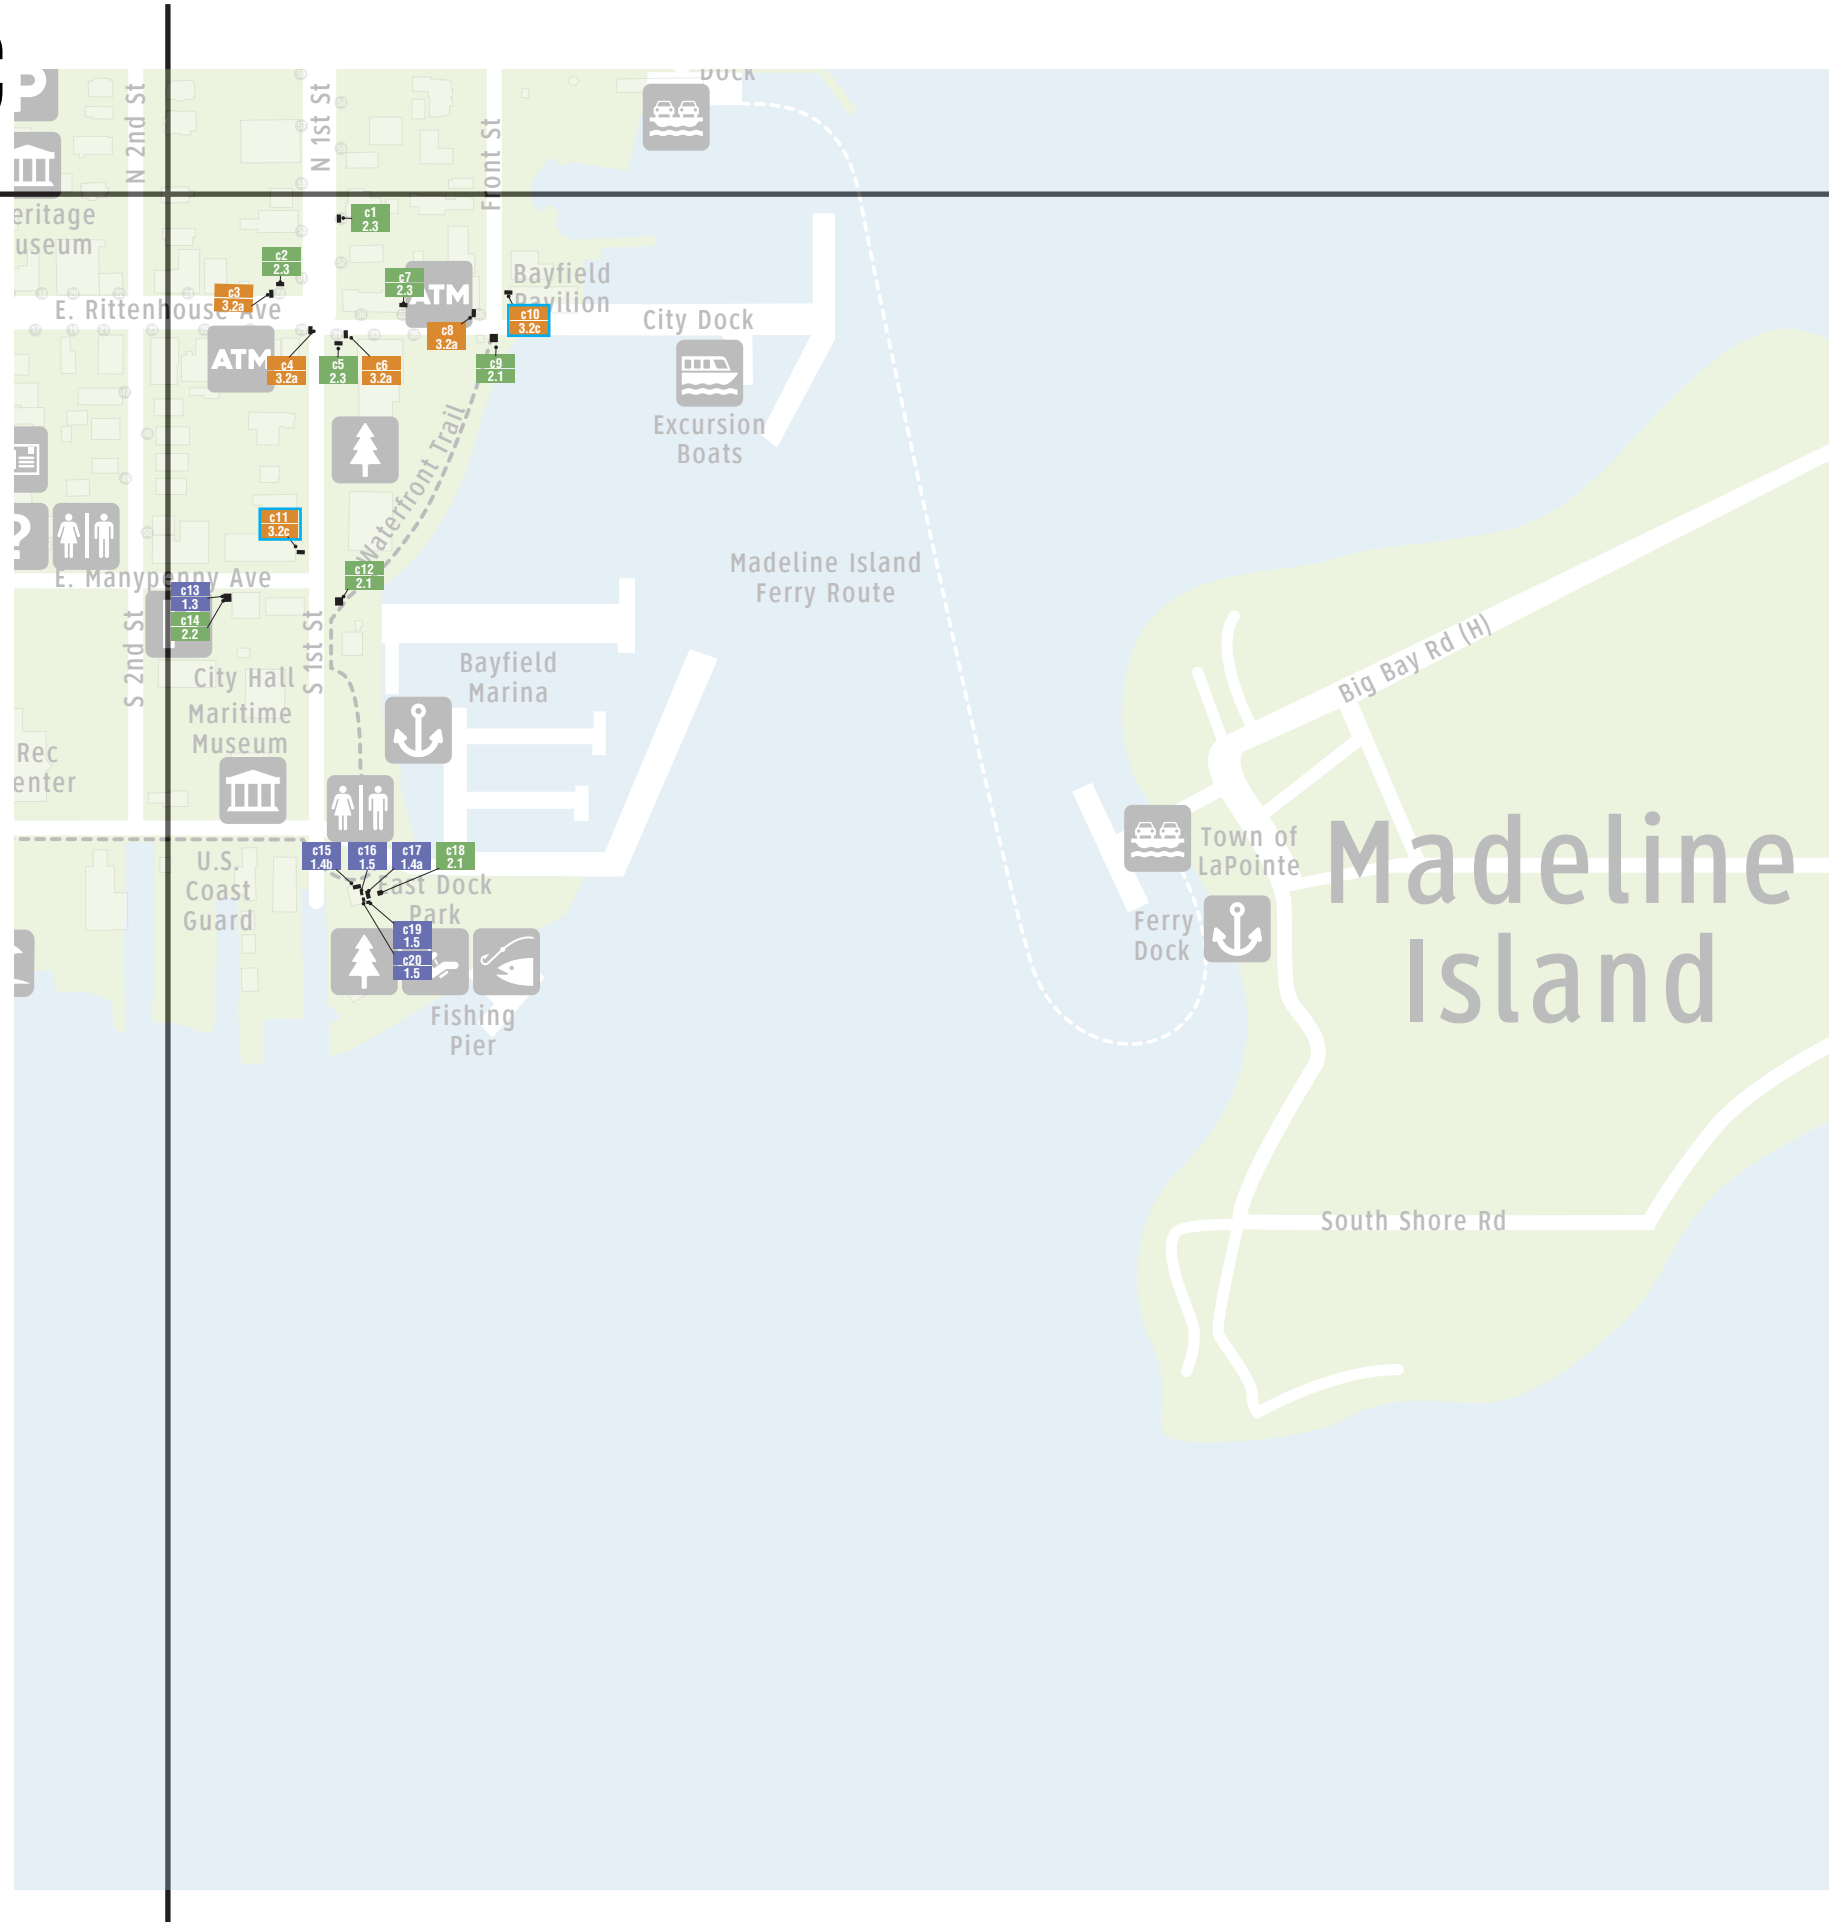 P
Dock
N 2nd St
N 1st St
Front St
eritage
useum
c1
2.3
c2
2.3
c3
3.2a
c7
2.3
ATM
Bayfield
Pavilion
c10
3.2c
E. Rittenhouse Ave
City Dock
c8
3.2a
ATM
c4
3.2a
c5
2.3
c6
3.2a
c9
2.1
Excursion
Boats
Waterfront Trail
?
c11
3.2c
Madeline Island
Ferry Route
E. Manypenny Ave
c12
2.1
c13
1.3
c14
2.2
S 2nd St
S 1st St
City Hall
Bayfield
Marina
Big Bay Rd (H)
Maritime
Museum
Rec
enter
Town of
LaPointe
Madeline
Island
c15
1.4b
c16
1.5
c17
1.4a
c18
2.1
U.S.
Coast
Guard
East Dock
Park
Ferry
Dock
c19
1.5
c20
1.5
Fishing
Pier
South Shore Rd